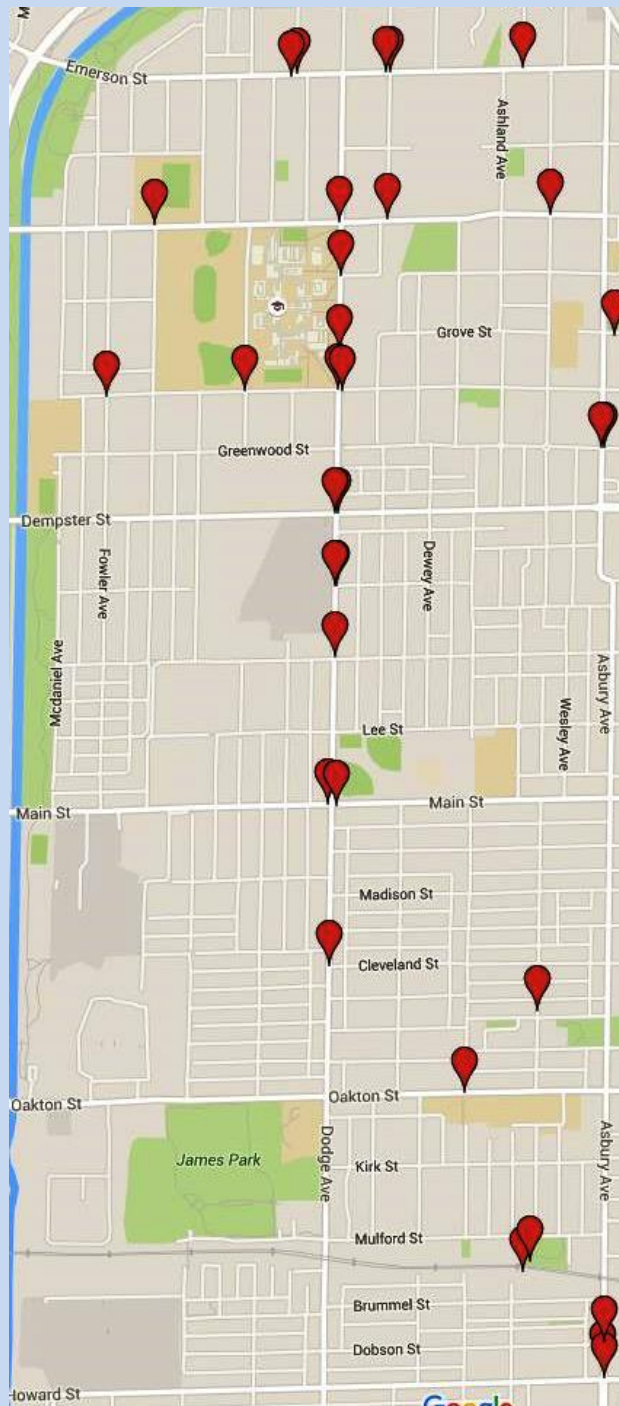 Emerson St
Ashland Ave
Grove St
Greenwood St
Dempster St
Fowler Ave
Dewey Ave
Mcdaniel Ave
Asbury Ave
Wesley Ave
Lee St
Main St
Main St
Madison St
Cleveland St
Oakton St
Oakton St
James Park
Dodge Ave
Kirk St
Asbury Ave
Mulford St
Brummel St
Dobson St
Howard St
Google